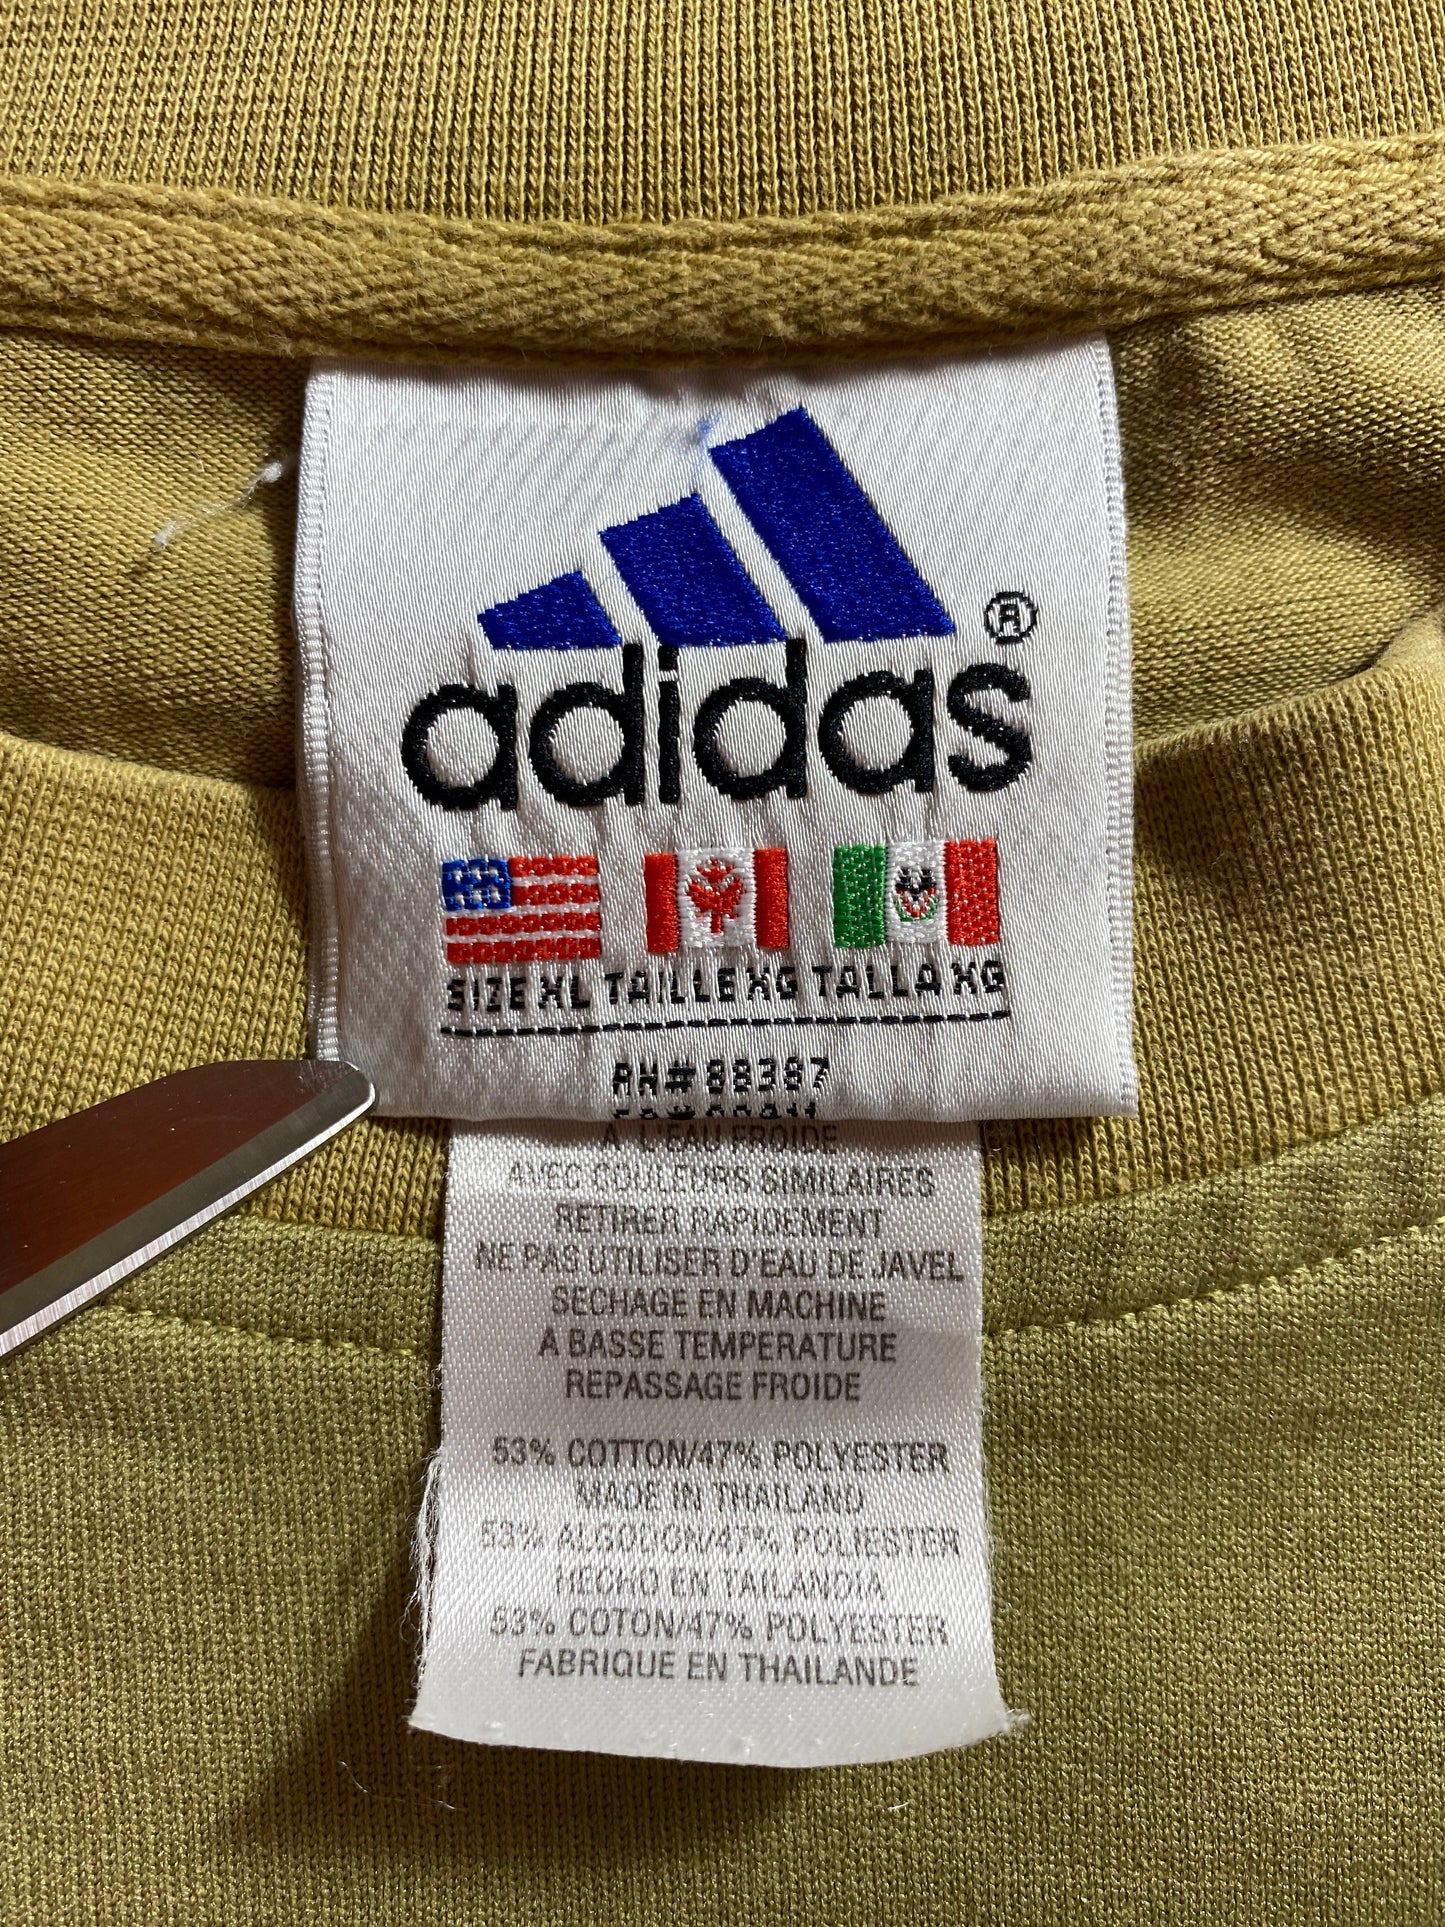 adidas®
SIZE XL TAILLE XG TALLA XG
RN# 88387
A L'EAU FROIDE
AVEC COULEURS SIMILAIRES
RETIRER RAPIDEMENT
NE PAS UTILISER D'EAU DE JAVEL
SECHAGE EN MACHINE
A BASSE TEMPERATURE
REPASSAGE FROIDE
53% COTTON/47% POLYESTER
MADE IN THAILAND
53% ALGODON/47% POLIESTER
HECHO EN TAILANDIA
53% COTON/47% POLYESTER
FABRIQUE EN THAILANDE